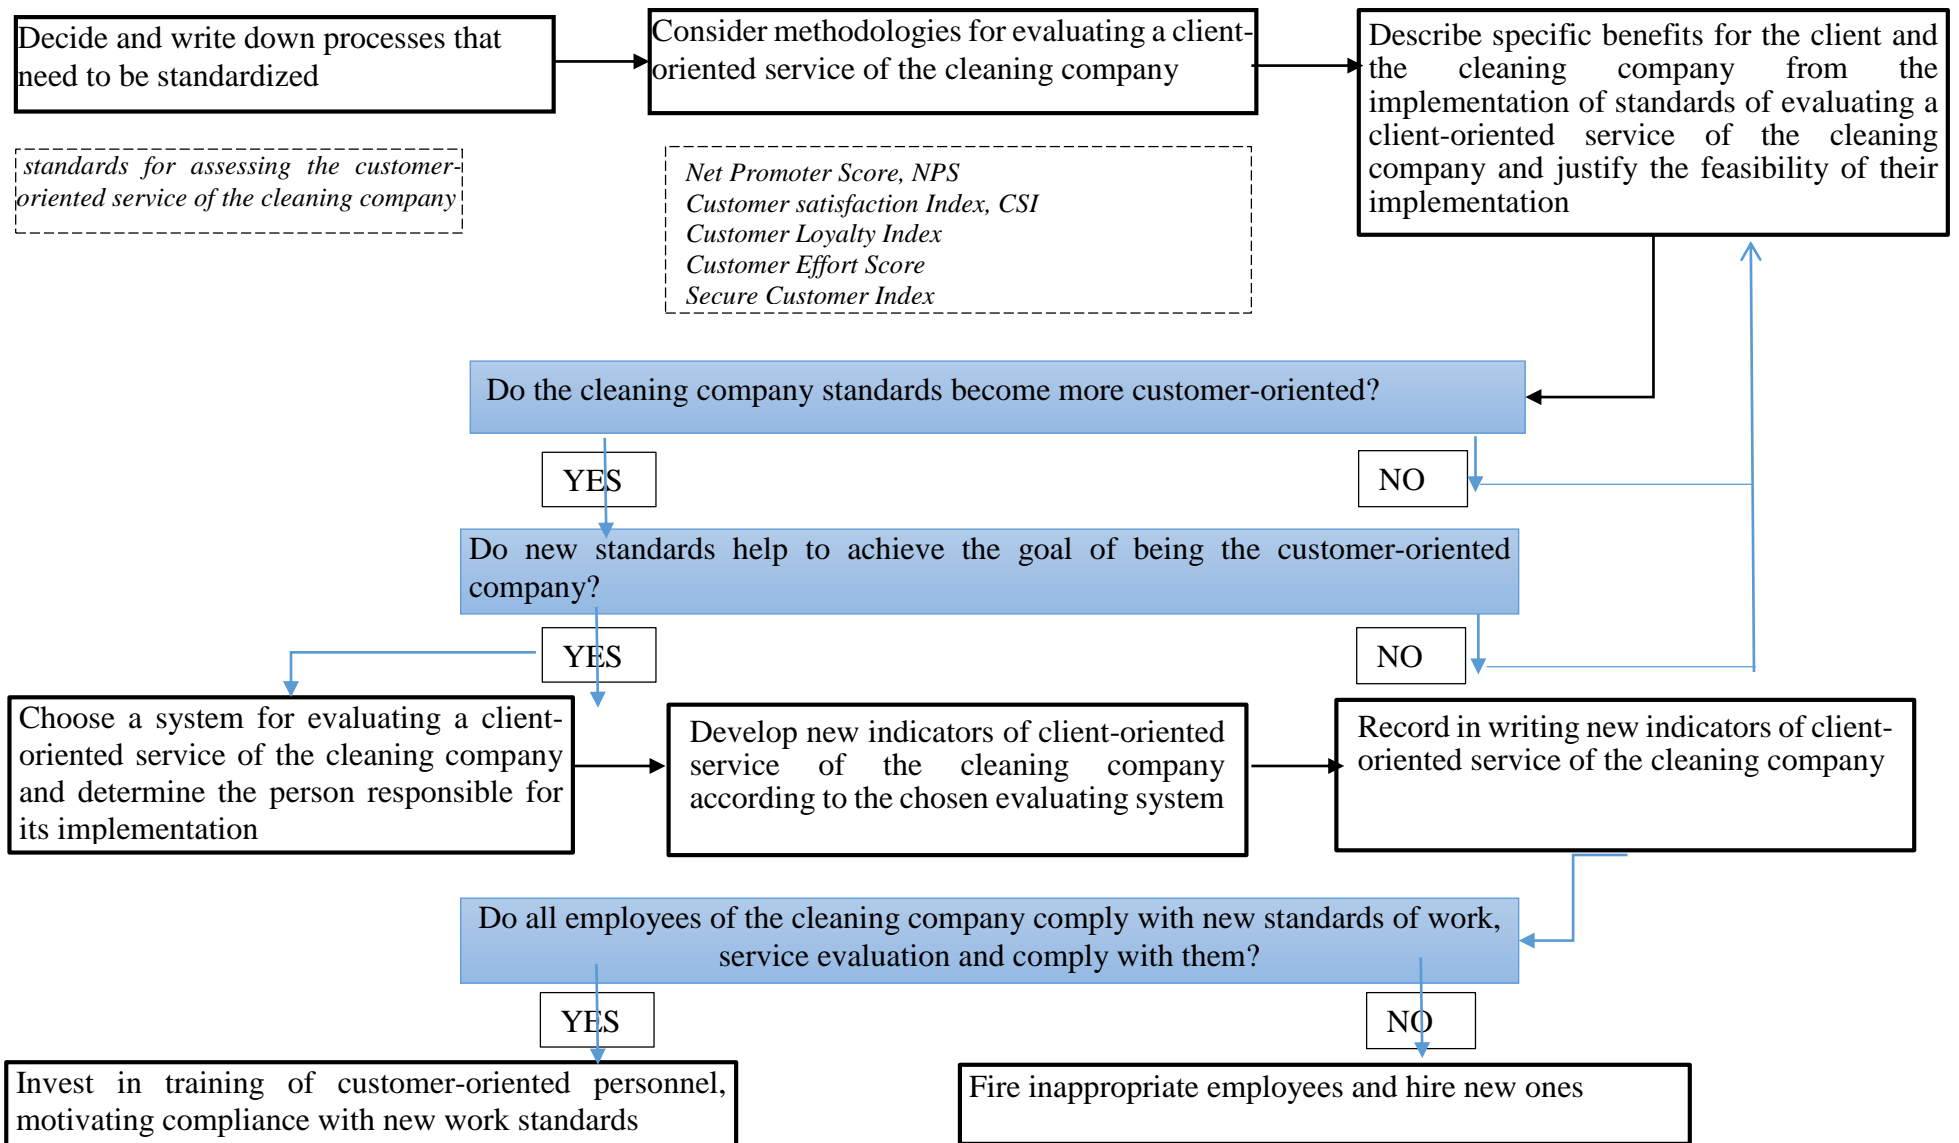 Decide and write down processes that
need to be standardized
Consider methodologies for evaluating a client-
oriented service of the cleaning company
Describe specific benefits for the client and
the cleaning company from the
implementation of standards of evaluating a
client-oriented service of the cleaning
company and justify the feasibility of their
implementation
standards for assessing the customer-
oriented service of the cleaning company
Net Promoter Score, NPS
Customer satisfaction Index, CSI
Customer Loyalty Index
Customer Effort Score
Secure Customer Index
Do the cleaning company standards become more customer-oriented?
YES
NO
Do new standards help to achieve the goal of being the customer-oriented
company?
YES
NO
Choose a system for evaluating a client-
oriented service of the cleaning company
and determine the person responsible for
its implementation
Develop new indicators of client-oriented
service of the cleaning company
according to the chosen evaluating system
Record in writing new indicators of client-
oriented service of the cleaning company
Do all employees of the cleaning company comply with new standards of work,
service evaluation and comply with them?
YES
NO
Invest in training of customer-oriented personnel,
motivating compliance with new work standards
Fire inappropriate employees and hire new ones